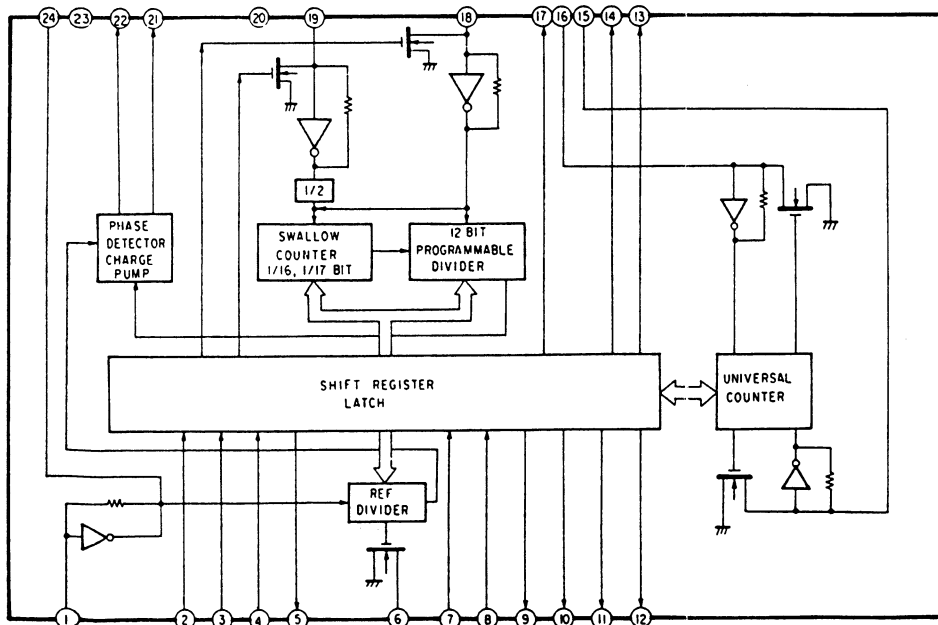 24 23 22 21 20 19 18 17 16 15 14 13
1/2
PHASE
DETECTOR
CHARGE
PUMP
SWALLOW
COUNTER
1/16, 1/17 BIT
12 BIT
PROGRAMMABLE
DIVIDER
SHIFT REGISTER
LATCH
UNIVERSAL
COUNTER
REF
DIVIDER
1 2 3 4 5 6 7 8 9 10 11 12